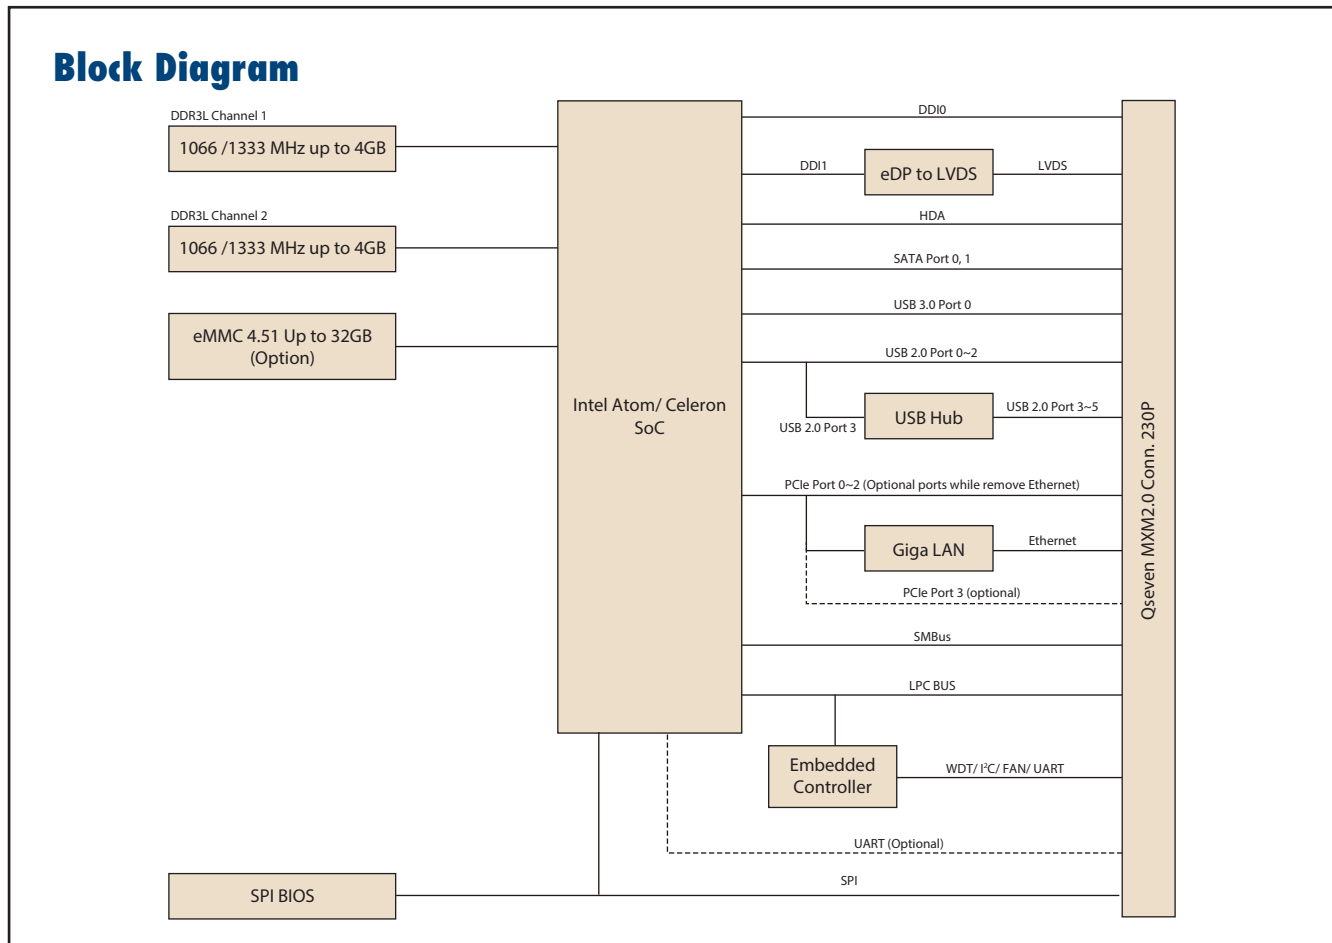 Block Diagram
DDR3L Channel 1
1066 /1333 MHz up to 4GB
DDR3L Channel 2
1066 /1333 MHz up to 4GB
eMMC 4.51 Up to 32GB
(Option)
Intel Atom/ Celeron
SoC
DDI0
DDI1
eDP to LVDS
LVDS
HDA
SATA Port 0, 1
USB 3.0 Port 0
USB 2.0 Port 0~2
USB 2.0 Port 3
USB Hub
USB 2.0 Port 3~5
PCIe Port 0~2 (Optional ports while remove Ethernet)
Giga LAN
Ethernet
PCIe Port 3 (optional)
SMBus
LPC BUS
Embedded
Controller
WDT/ I²C/ FAN/ UART
UART (Optional)
SPI
SPI BIOS
Qseven MXM2.0 Conn. 230P